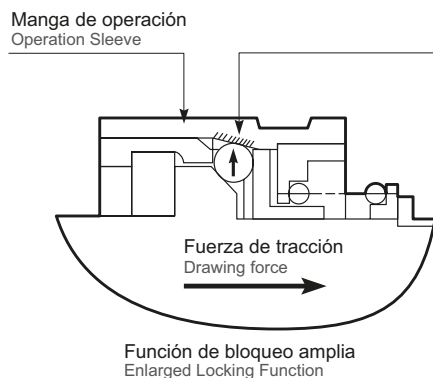 Manga de operación
Operation Sleeve
Fuerza de tracción
Drawing force
Función de bloqueo amplia
Enlarged Locking Function